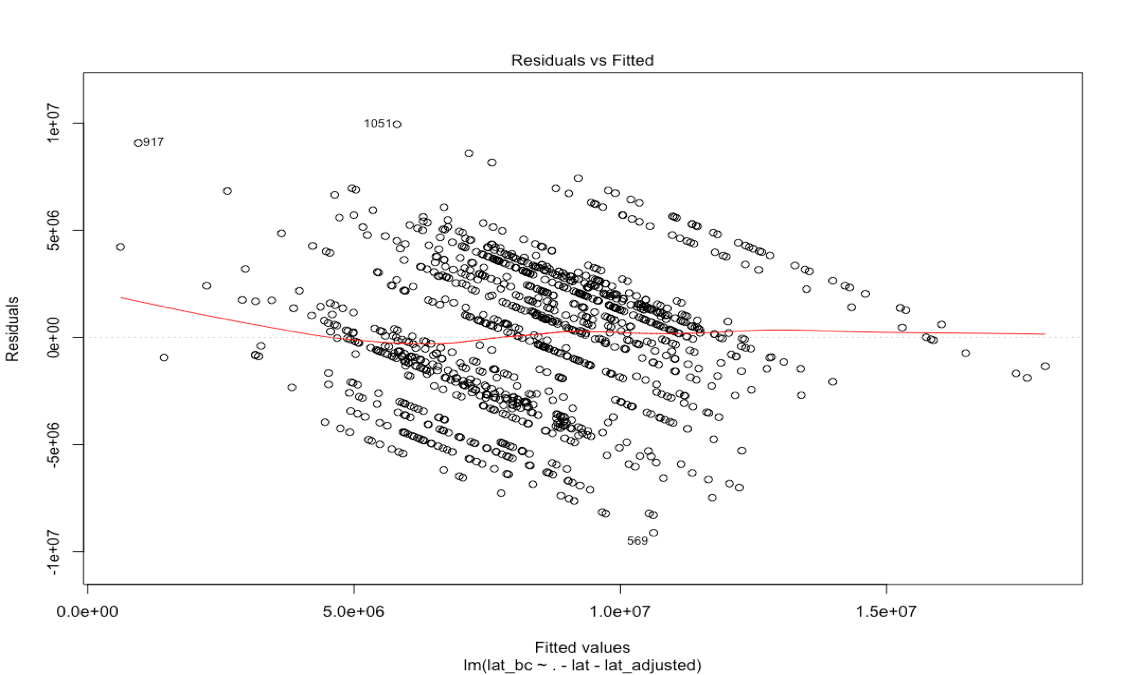 Residuals vs Fitted
Residuals
1e+07
5e+06
0e+00
-5e+06
-1e+07
917
1051
569
0.0e+00 5.0e+06 1.0e+07 1.5e+07
Fitted values
lm(lat_bc ~ . - lat - lat_adjusted)